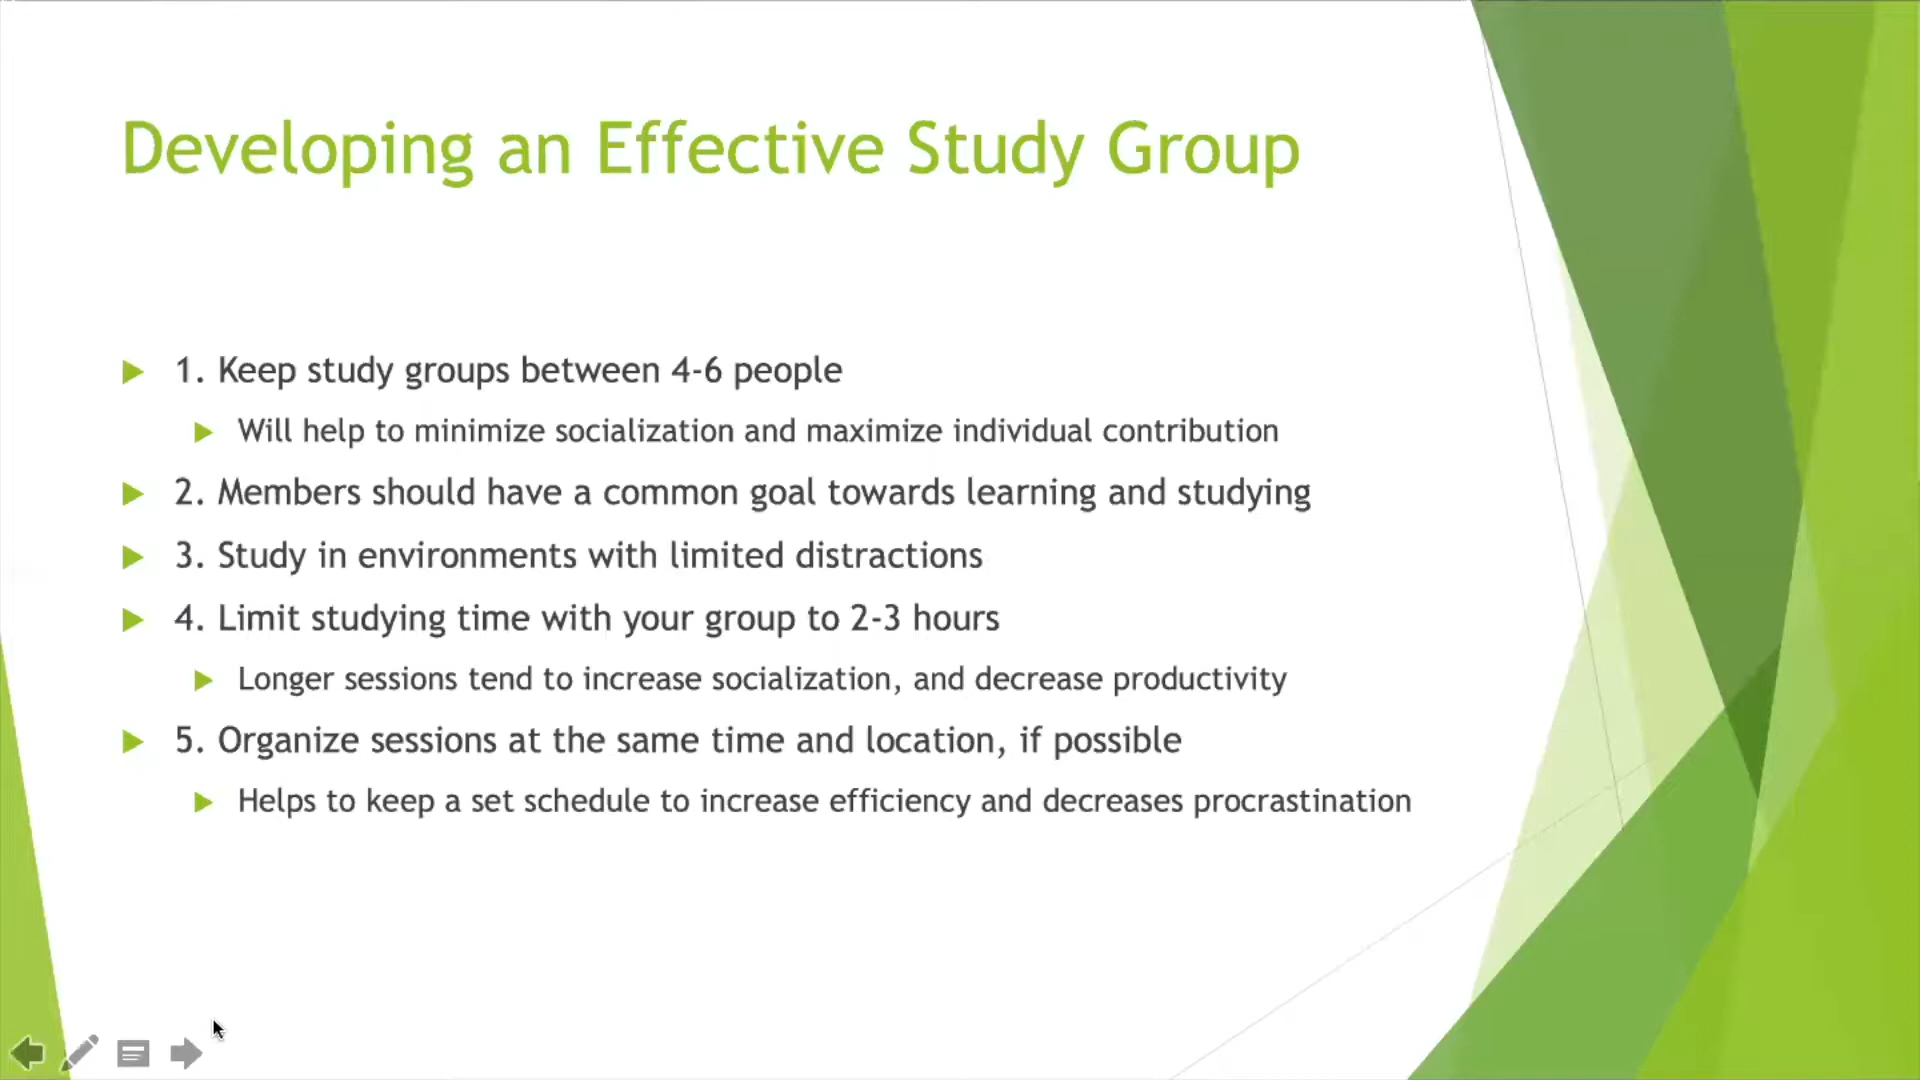 Developing an Effective Study Group
1. Keep study groups between 4-6 people
Will help to minimize socialization and maximize individual contribution
2. Members should have a common goal towards learning and studying
3. Study in environments with limited distractions
4. Limit studying time with your group to 2-3 hours
Longer sessions tend to increase socialization, and decrease productivity
5. Organize sessions at the same time and location, if possible
Helps to keep a set schedule to increase efficiency and decreases procrastination